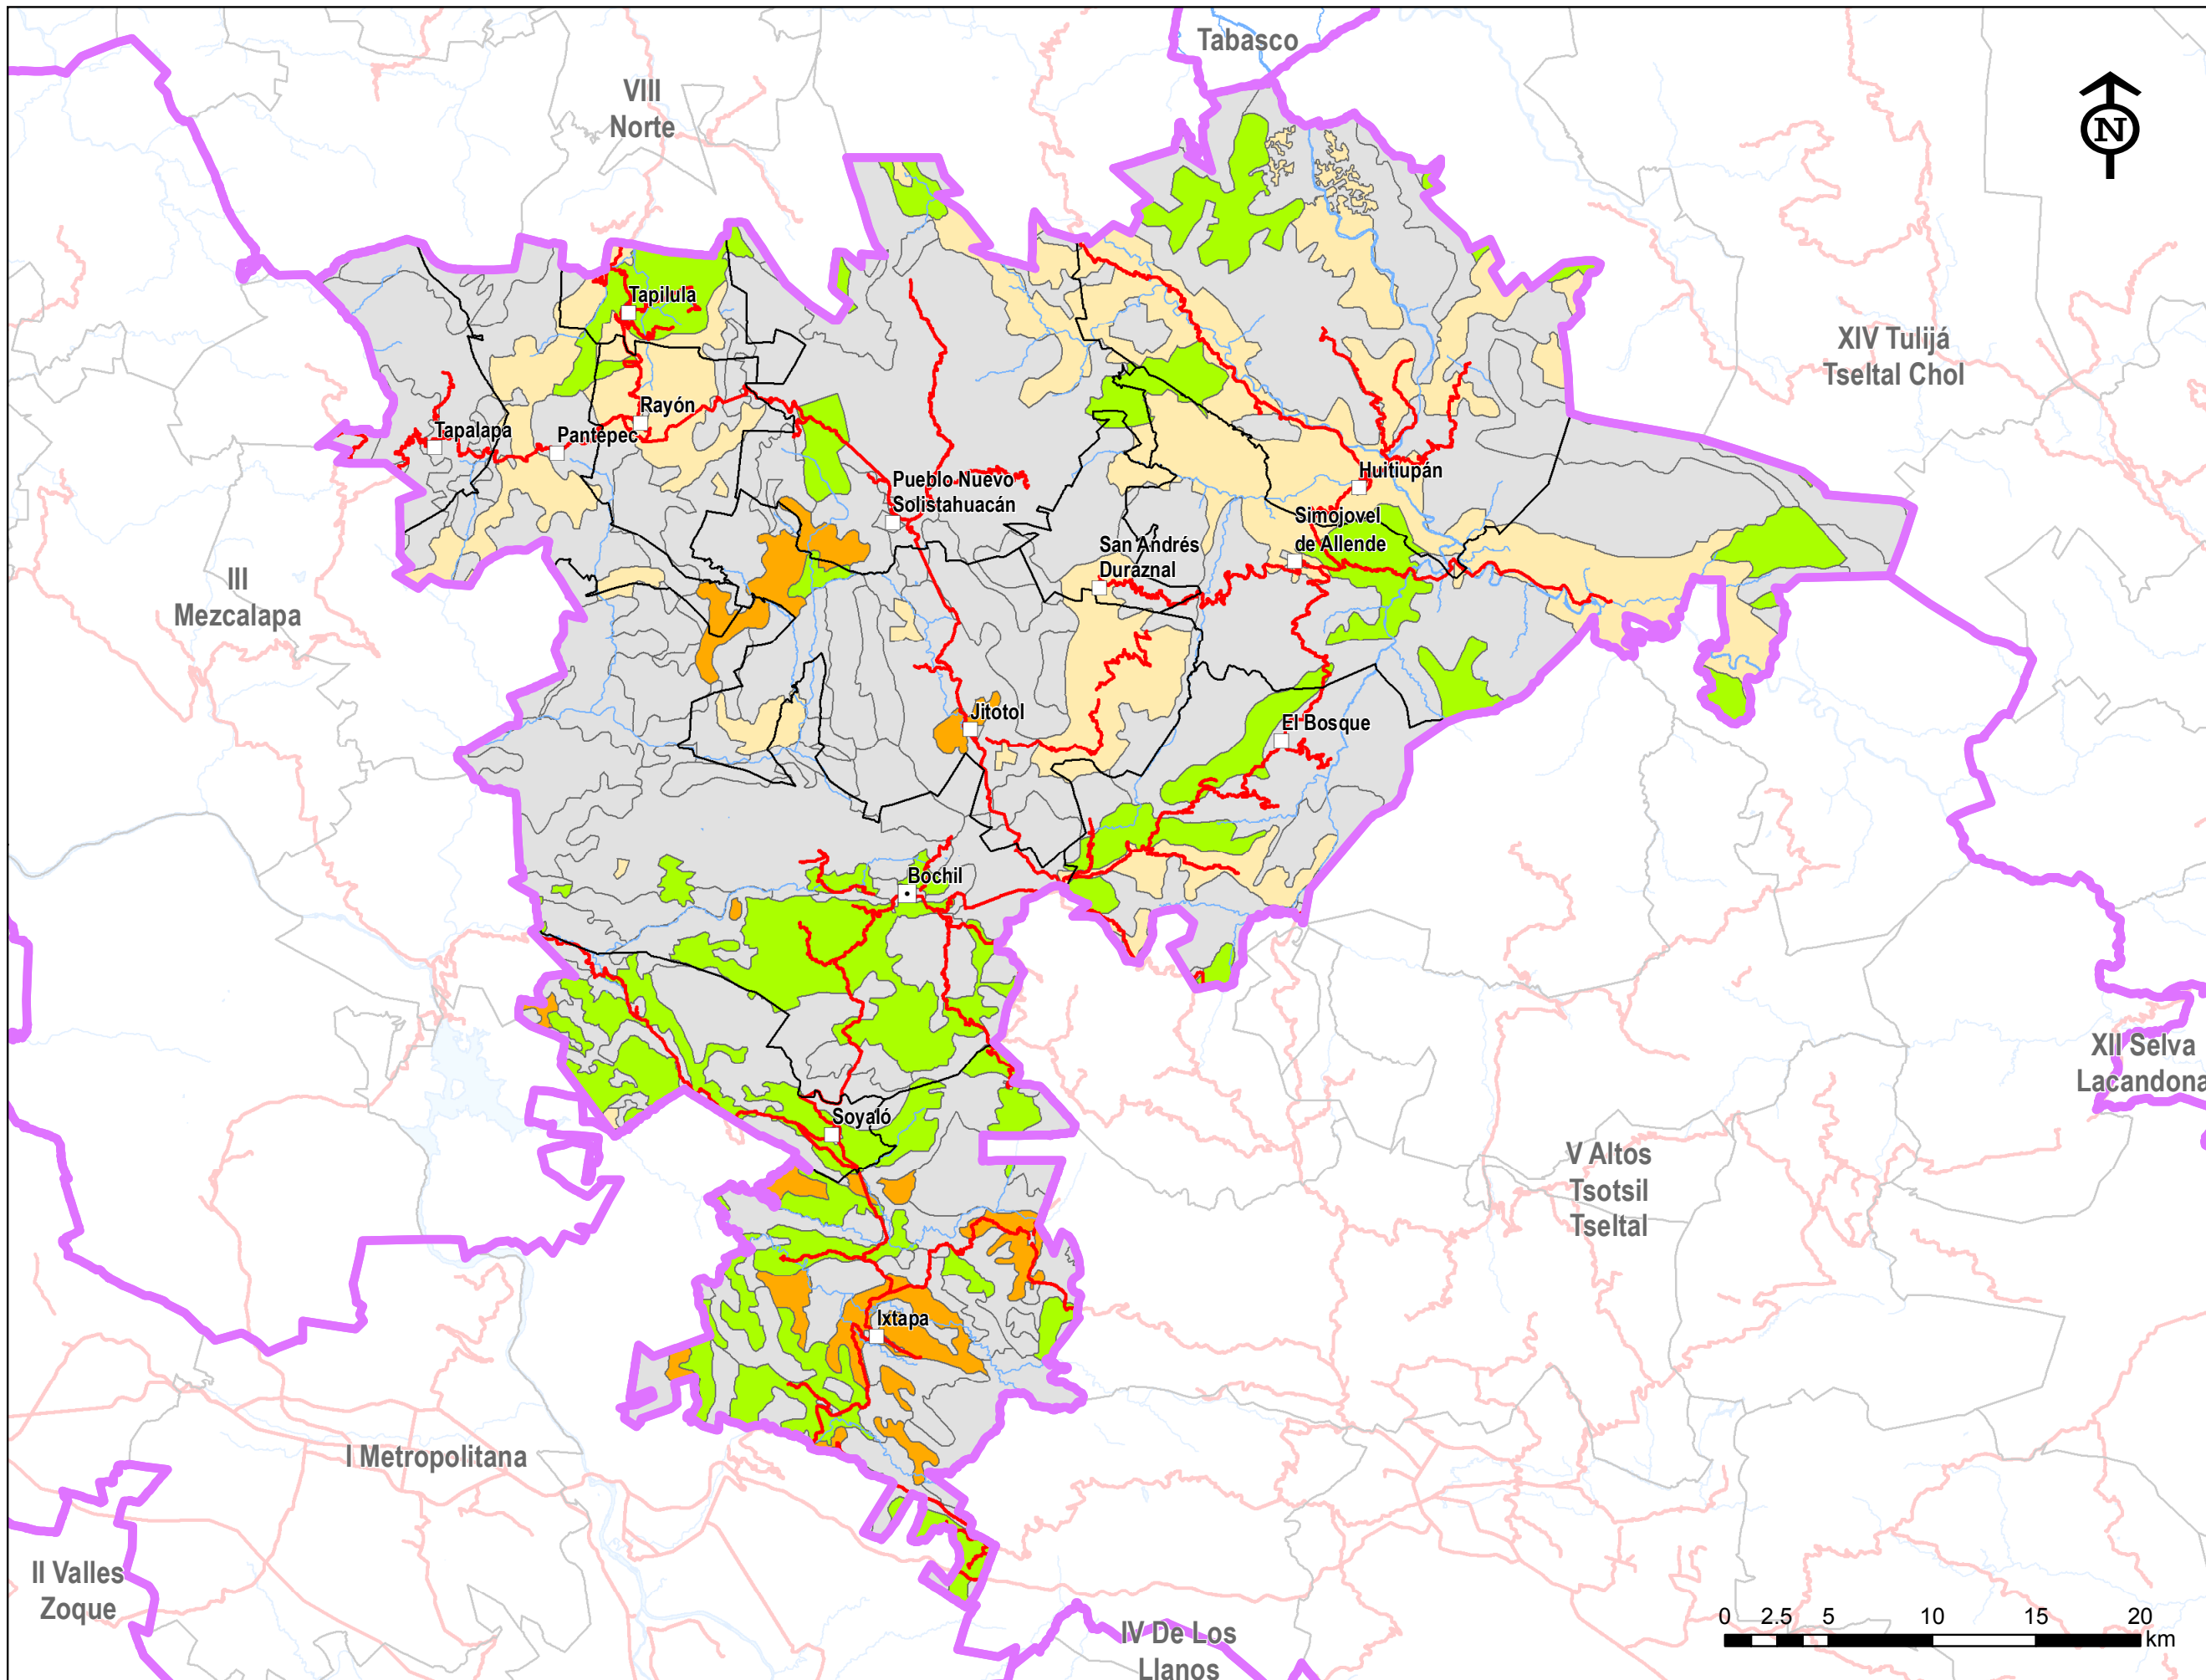 Tabasco
VIII
Norte
N
Tapilula
XIV Tulijá
Tseltal Chol
Rayón
Tapalapa
Pantepec
Pueblo Nuevo
Solistahuacán
Huitiupán
Simojovel
de Allende
San Andrés
Duraznal
III
Mezcalapa
Jitotol
El Bosque
Bochil
XII Selva
Lacandona
Soyaló
V Altos
Tsotsil
Tseltal
Ixtapa
I Metropolitana
II Valles
Zoque
IV De Los
Llanos
0 2.5 5 10 15 20
km